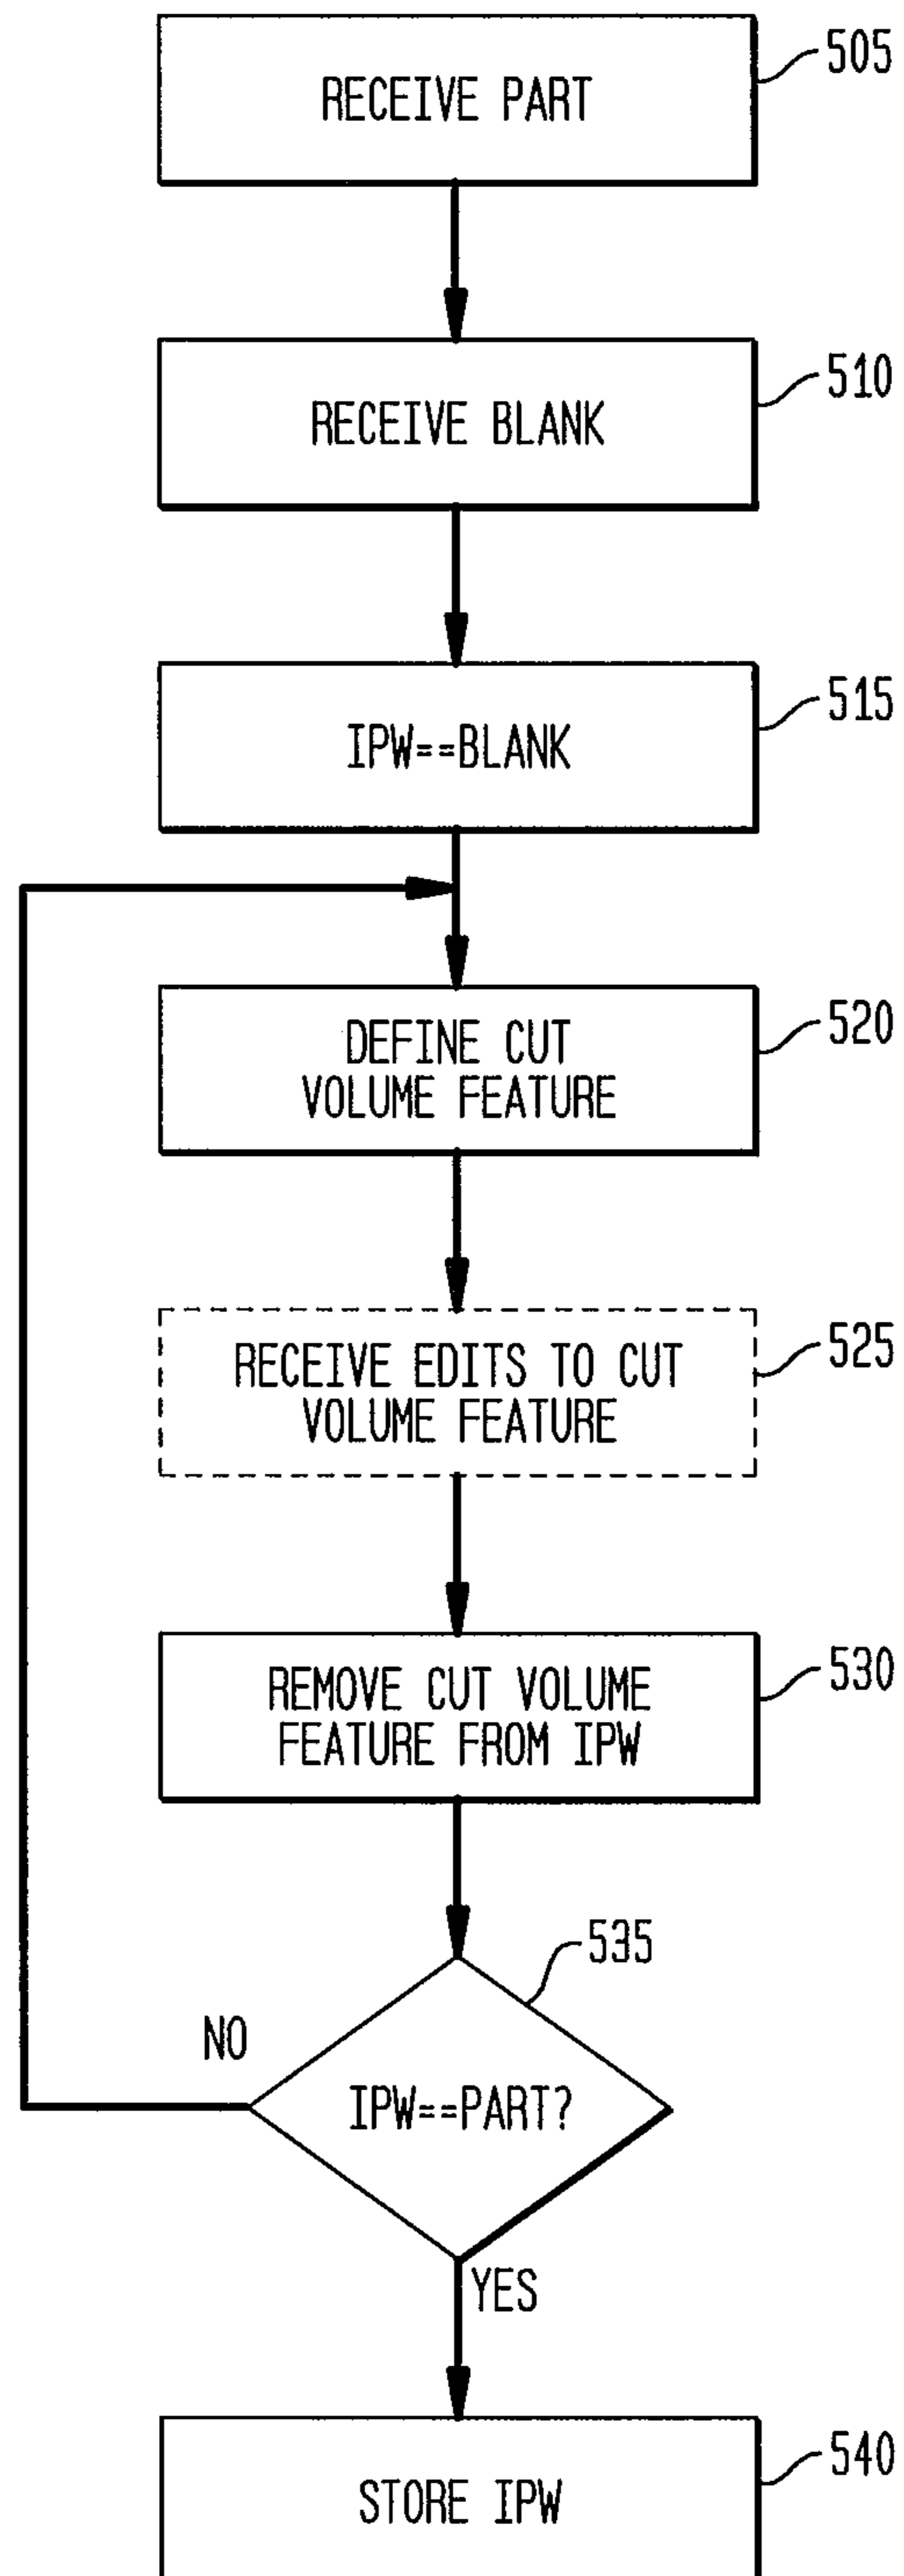 RECEIVE PART
505
RECEIVE BLANK
510
IPW==BLANK
515
DEFINE CUT
VOLUME FEATURE
520
RECEIVE EDITS TO CUT
VOLUME FEATURE
525
REMOVE CUT VOLUME
FEATURE FROM IPW
530
535
NO
IPW==PART?
YES
STORE IPW
540